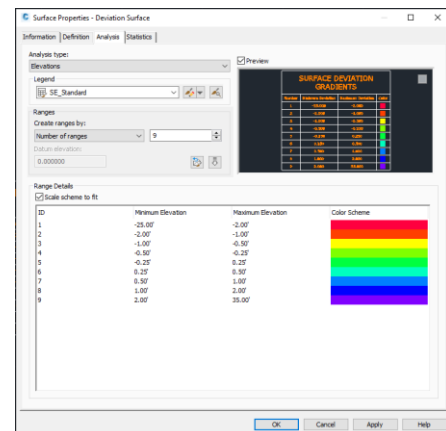 Surface Properties - Deviation Surface
Information Definition Analysis Statistics
Analysis type:
Elevations
Preview
Legend
SE_Standard
SURFACE DEVIATION
GRADIENTS
Ranges
Create ranges by:
Number of ranges 9
Datum elevation:
0.000000
Range Details
Scale scheme to fit
ID Minimum Elevation Maximum Elevation Color Scheme
1 -25.00' -2.00'
2 -2.00' -1.00'
3 -1.00' -0.50'
4 -0.50' -0.25'
5 -0.25' 0.25'
6 0.25' 0.50'
7 0.50' 1.00'
8 1.00' 2.00'
9 2.00' 35.00'
OK Cancel Apply Help